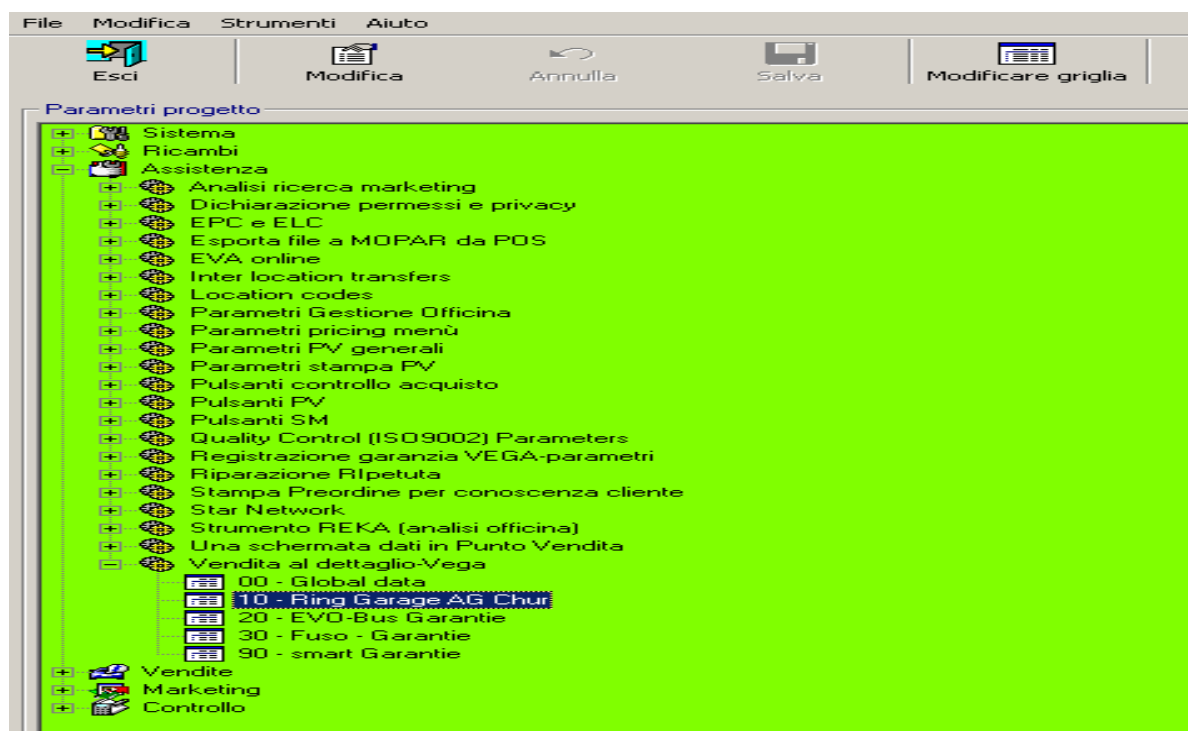 File Modifica Strumenti Aiuto
Esci Modifica Annulla Salva Modificare griglia
Parametri progetto
Sistema
Ricambi
Assistenza
Analisi ricerca marketing
Dichiarazione permessi e privacy
EPC e ELC
Esporta file a MOPAR da POS
EVA online
Inter location transfers
Location codes
Parametri Gestione Officina
Parametri pricing menù
Parametri PV generali
Parametri stampa PV
Pulsanti controllo acquisto
Pulsanti PV
Pulsanti SM
Quality Control (ISO9002) Parameters
Registrazione garanzia VEGA-parametri
Riparazione RIpetuta
Stampa Preordine per conoscenza cliente
Star Network
Strumento REKA (analisi officina)
Una schermata dati in Punto Vendita
Vendita al dettaglio-Vega
00 - Global data
10 - Ring Garage AG Chur
20 - EVO-Bus Garantie
30 - Fuso - Garantie
90 - smart Garantie
Vendite
Marketing
Controllo